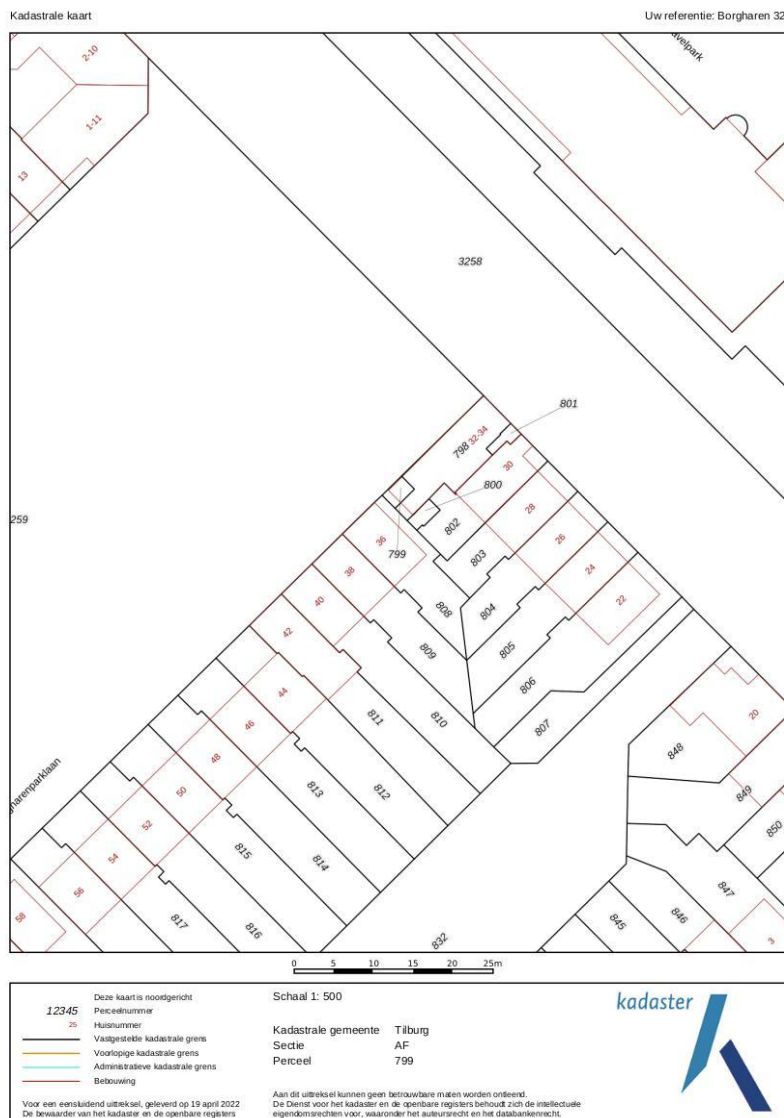 Kadastrale kaart
Uw referentie: Borgharen 32
2-10
avelpark
1-11
13
3258
801
32-34
798
30
800
28
802
259
36
26
799
803
38
24
40
808
804
22
42
809
805
44
806
20
46
811
810
807
848
48
812
849
50
813
850
gharenparklaan
52
815
54
814
847
56
817
816
845
846
58
832
3
0 5 10 15 20 25m
Deze kaart is noordgericht
12345 Perceelnummer
25 Huisnummer
Vastgestelde kadastrale grens
Voorlopige kadastrale grens
Administratieve kadastrale grens
Bebouwing
Voor een eensluidend uittreksel, geleverd op 19 april 2022
De bewaarder van het kadaster en de openbare registers
Schaal 1: 500
Kadastrale gemeente Tilburg
Sectie AF
Perceel 799
Aan dit uittreksel kunnen geen betrouwbare maten worden ontleend.
De Dienst voor het kadaster en de openbare registers behoudt zich de intellectuele
eigendomsrechten voor, waaronder het auteursrecht en het databankenrecht.
kadaster